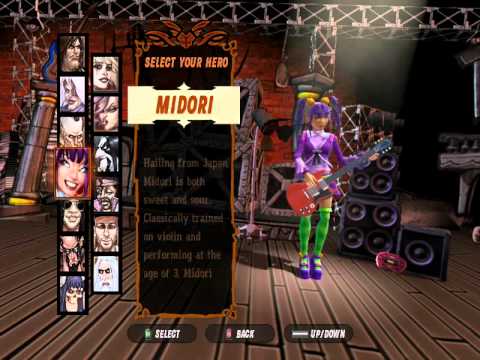 SELECT YOUR HERO
MIDORI
Hailing from Japan
Midori is both
sweet and sour.
Classically trained
on violin and
performing at the
age of 3, Midori
SELECT
BACK
UP/DOWN